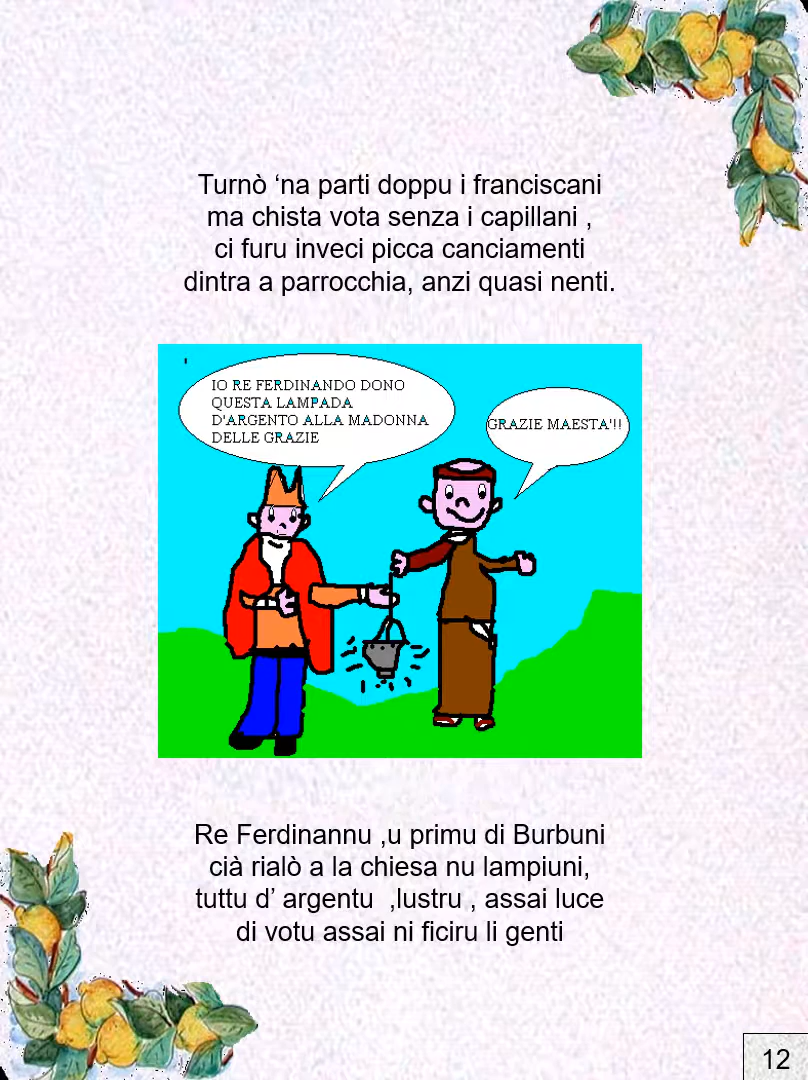 Turnò ‘na parti doppu i franciscani
ma chista vota senza i capillani ,
ci furu inveci picca canciamenti
dintra a parrocchia, anzi quasi nenti.
IO RE FERDINANDO DONO
QUESTA LAMPADA
D'ARGENTO ALLA MADONNA
DELLE GRAZIE
GRAZIE MAESTA'!!
Re Ferdinannu ,u primu di Burbuni
cià rialò a la chiesa nu lampiuni,
tuttu d’ argentu  ,lustru , assai luce
di votu assai ni ficiru li genti
12